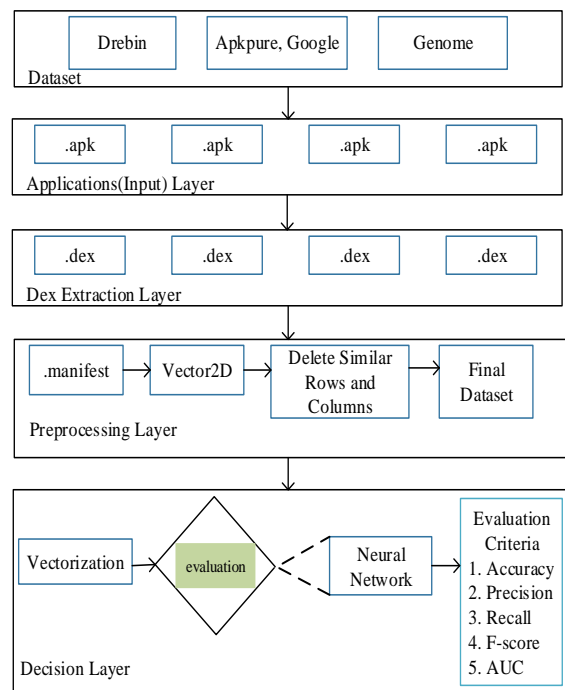 Drebin
Apkpure, Google
Genome
Dataset
.apk
.apk
.apk
.apk
Applications(Input) Layer
.dex
.dex
.dex
.dex
Dex Extraction Layer
.manifest
Vector2D
Delete Similar
Rows and
Columns
Final
Dataset
Preprocessing Layer
Vectorization
evaluation
Neural
Network
Evaluation
Criteria
1. Accuracy
2. Precision
3. Recall
4. F-score
5. AUC
Decision Layer